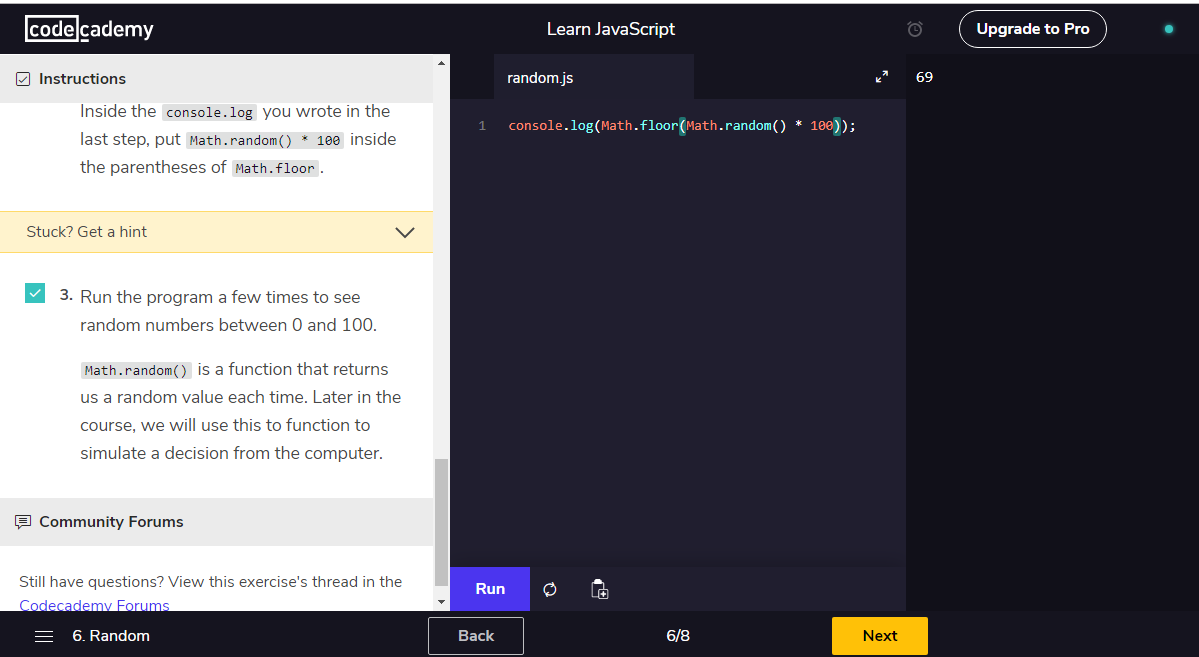 codecademy
Learn JavaScript
Upgrade to Pro
Instructions
Inside the console.log you wrote in the
last step, put Math.random() * 100 inside
the parentheses of Math.floor.
Stuck? Get a hint
3. Run the program a few times to see
random numbers between 0 and 100.
Math.random() is a function that returns
us a random value each time. Later in the
course, we will use this to function to
simulate a decision from the computer.
Community Forums
Still have questions? View this exercise's thread in the
Codecademy Forums
random.js
1 console.log(Math.floor(Math.random() * 100));
69
Run
6. Random
Back
6/8
Next